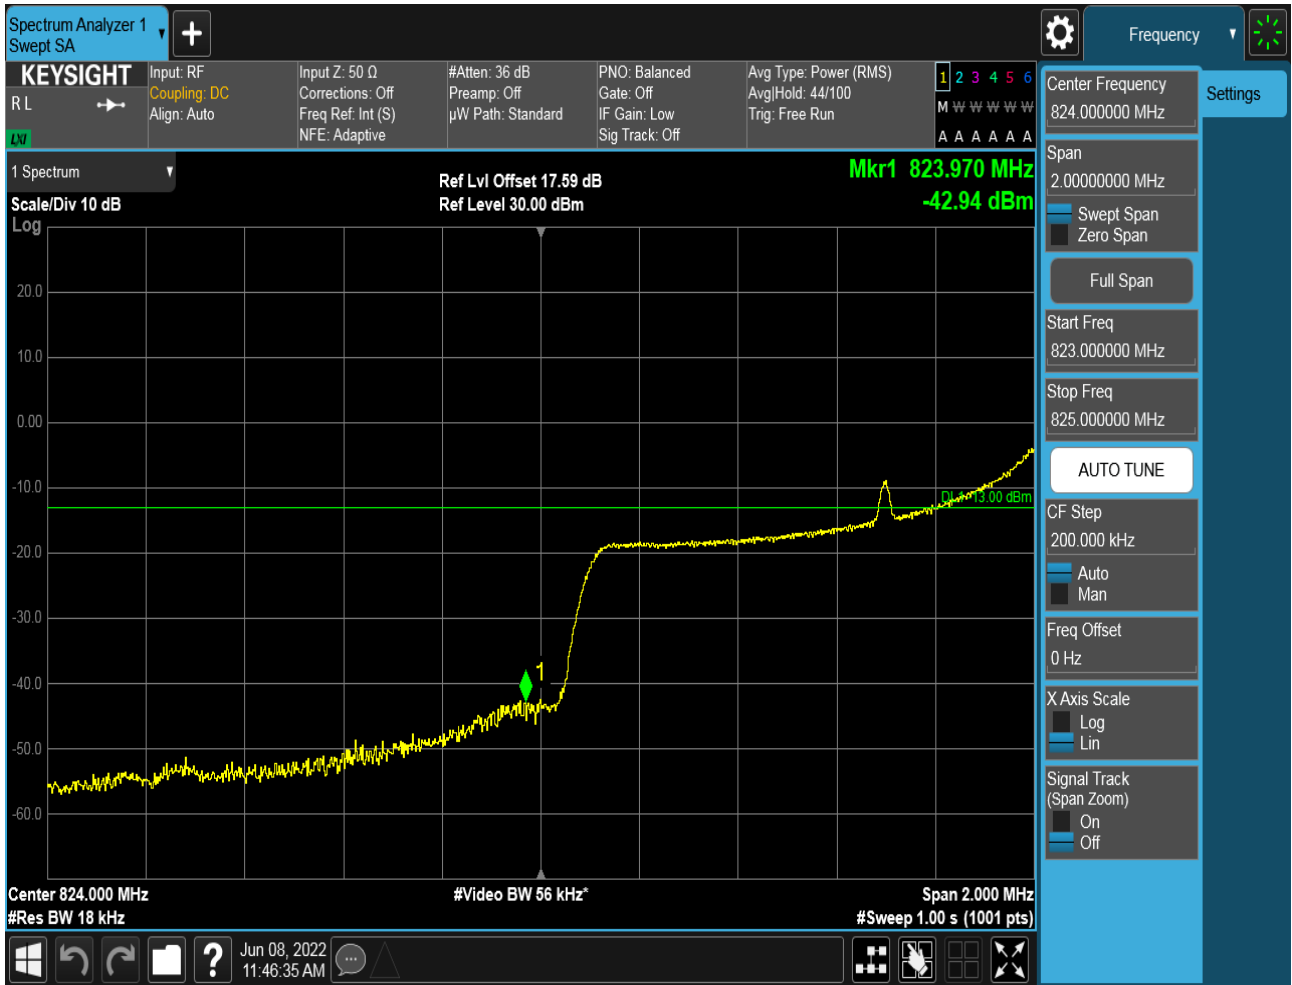 Spectrum Analyzer 1
Swept SA
+
Frequency
KEYSIGHT
R L
LXI
Input: RF
Coupling: DC
Align: Auto
Input Z: 50 Ω
Corrections: Off
Freq Ref: Int (S)
NFE: Adaptive
#Atten: 36 dB
Preamp: Off
µW Path: Standard
PNO: Balanced
Gate: Off
IF Gain: Low
Sig Track: Off
Avg Type: Power (RMS)
Avg|Hold: 44/100
Trig: Free Run
1 2 3 4 5 6
M W W W W W
A A A A A A
1 Spectrum
Scale/Div 10 dB
Log
Ref Lvl Offset 17.59 dB
Ref Level 30.00 dBm
Mkr1 823.970 MHz
-42.94 dBm
20.0
10.0
0.00
-10.0
-20.0
-30.0
-40.0
-50.0
-60.0
DL1 -13.00 dBm
1
Center 824.000 MHz
#Res BW 18 kHz
#Video BW 56 kHz*
Span 2.000 MHz
#Sweep 1.00 s (1001 pts)
Jun 08, 2022
11:46:35 AM
?
Center Frequency
824.000000 MHz
Settings
Span
2.00000000 MHz
Swept Span
Zero Span
Full Span
Start Freq
823.000000 MHz
Stop Freq
825.000000 MHz
AUTO TUNE
CF Step
200.000 kHz
Auto
Man
Freq Offset
0 Hz
X Axis Scale
Log
Lin
Signal Track
(Span Zoom)
On
Off